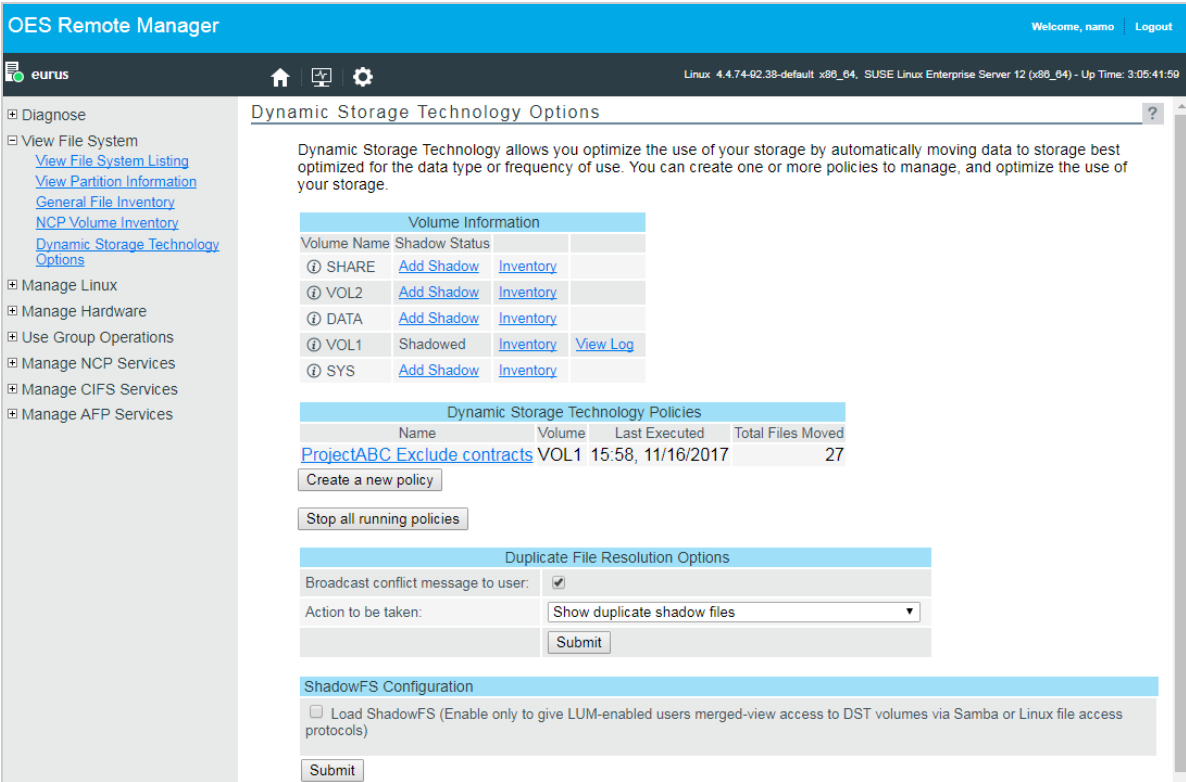 OES Remote Manager
Welcome, namo Logout
eurus
Linux 4.4.74-92.38-default x86_64, SUSE Linux Enterprise Server 12 (x86_64) - Up Time: 3:05:41:59
Diagnose
View File System
View File System Listing
View Partition Information
General File Inventory
NCP Volume Inventory
Dynamic Storage Technology
Options
Manage Linux
Manage Hardware
Use Group Operations
Manage NCP Services
Manage CIFS Services
Manage AFP Services
Dynamic Storage Technology Options
?
Dynamic Storage Technology allows you optimize the use of your storage by automatically moving data to storage best
optimized for the data type or frequency of use. You can create one or more policies to manage, and optimize the use of
your storage.
Volume Information
Volume Name Shadow Status
SHARE Add Shadow Inventory
VOL2 Add Shadow Inventory
DATA Add Shadow Inventory
VOL1 Shadowed Inventory View Log
SYS Add Shadow Inventory
Dynamic Storage Technology Policies
Name Volume Last Executed Total Files Moved
ProjectABC Exclude contracts VOL1 15:58, 11/16/2017 27
Create a new policy
Stop all running policies
Duplicate File Resolution Options
Broadcast conflict message to user:
Action to be taken: Show duplicate shadow files
Submit
ShadowFS Configuration
Load ShadowFS (Enable only to give LUM-enabled users merged-view access to DST volumes via Samba or Linux file access
protocols)
Submit